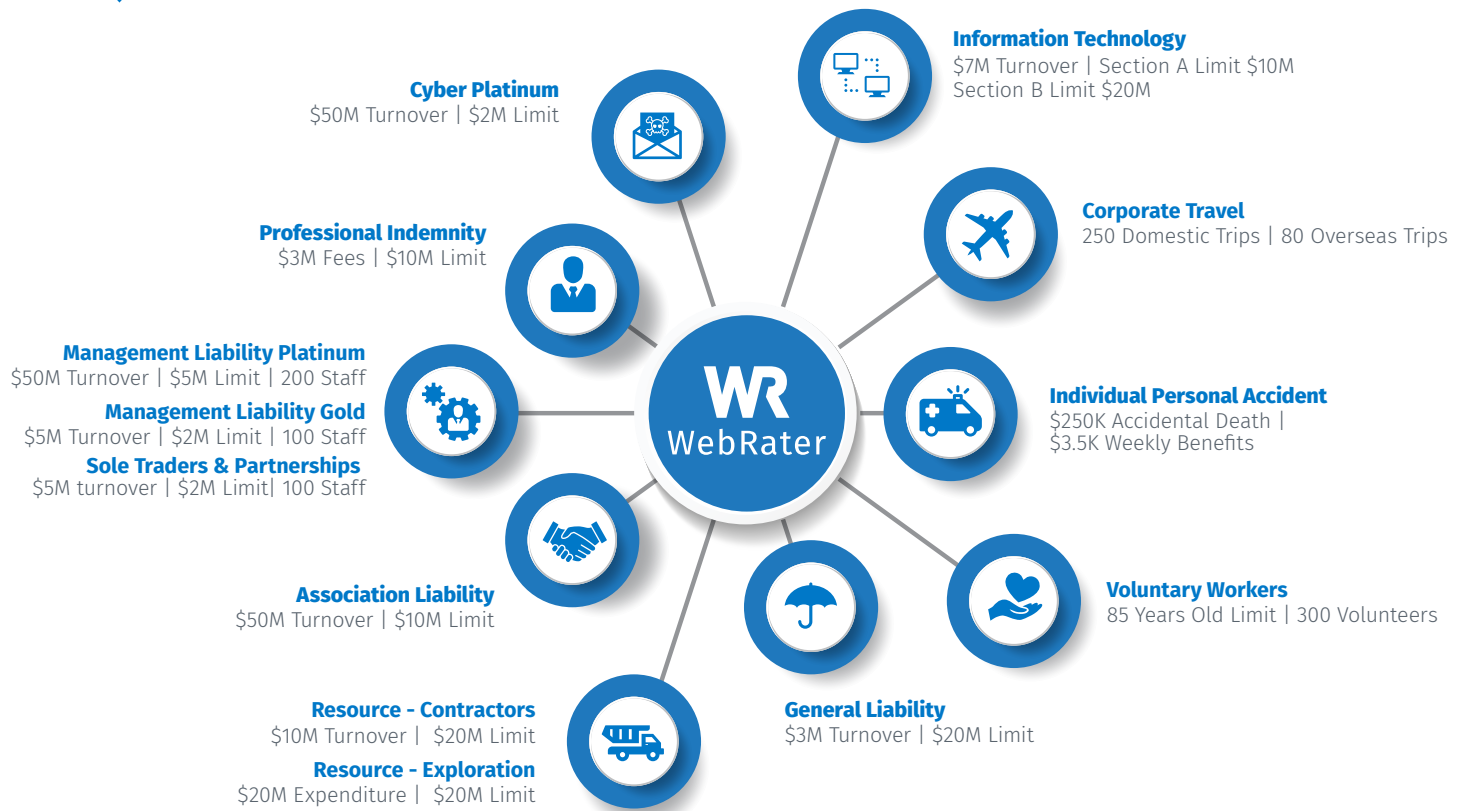 Information Technology
$7M Turnover | Section A Limit $10M
Section B Limit $20M
Cyber Platinum
$50M Turnover | $2M Limit
Corporate Travel
250 Domestic Trips | 80 Overseas Trips
Professional Indemnity
$3M Fees | $10M Limit
Management Liability Platinum
$50M Turnover | $5M Limit | 200 Staff
Management Liability Gold
$5M Turnover | $2M Limit | 100 Staff
Sole Traders & Partnerships
$5M turnover | $2M Limit| 100 Staff
WR
WebRater
Individual Personal Accident
$250K Accidental Death |
$3.5K Weekly Benefits
Association Liability
$50M Turnover | $10M Limit
Voluntary Workers
85 Years Old Limit | 300 Volunteers
Resource - Contractors
$10M Turnover | $20M Limit
Resource - Exploration
$20M Expenditure | $20M Limit
General Liability
$3M Turnover | $20M Limit